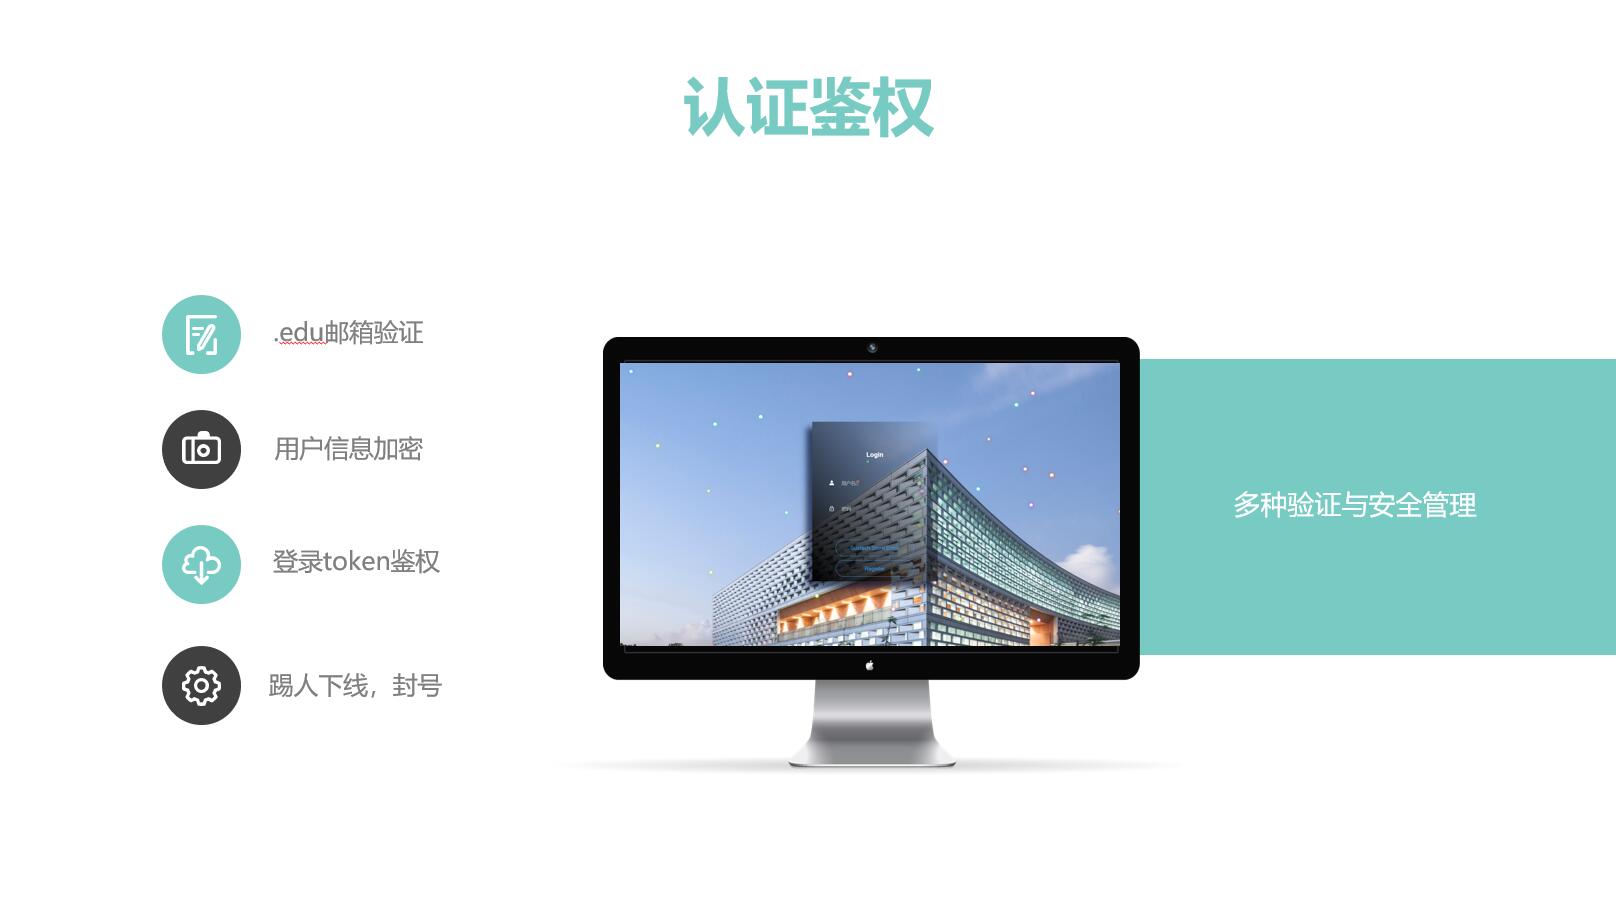 认证鉴权
.edu邮箱验证
用户信息加密
登录token鉴权
踢人下线，封号
Login
用户名
密码
Register
多种验证与安全管理